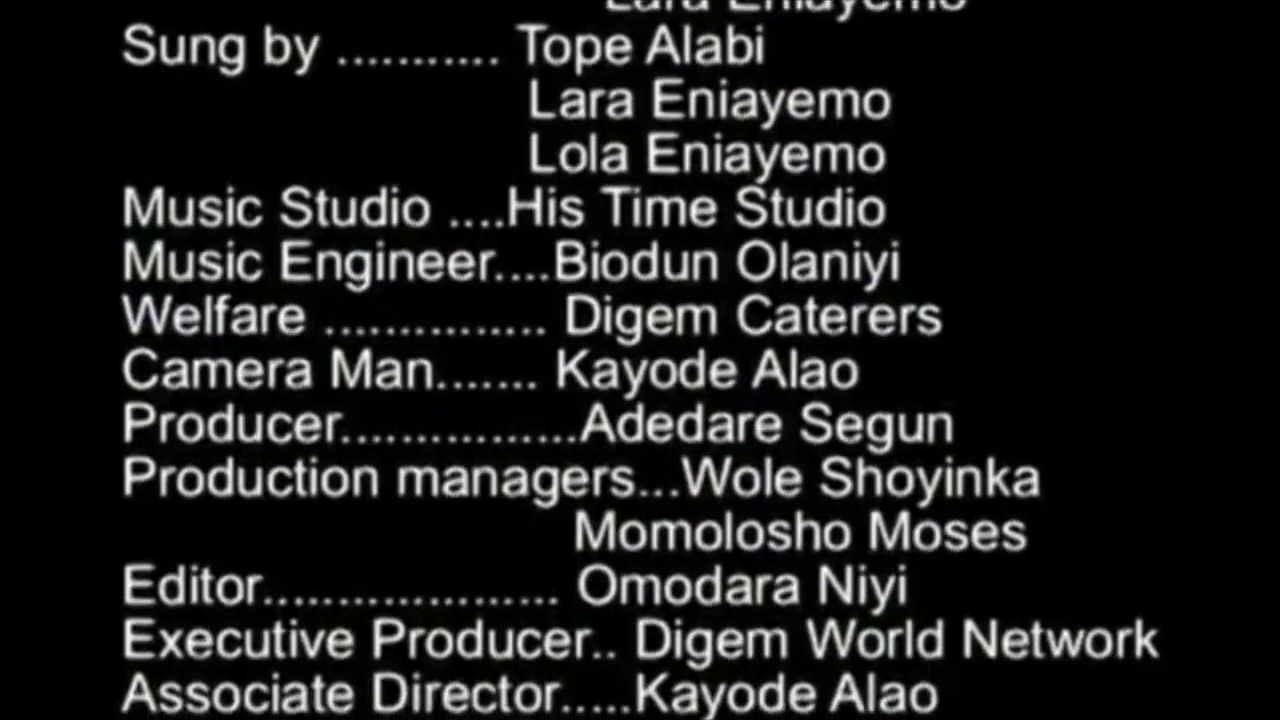 Lara Eniayemo
Sung by ........... Tope Alabi
Lara Eniayemo
Lola Eniayemo
Music Studio ....His Time Studio
Music Engineer....Biodun Olaniyi
Welfare ............... Digem Caterers
Camera Man....... Kayode Alao
Producer................Adedare Segun
Production managers...Wole Shoyinka
Momolosho Moses
Editor.................... Omodara Niyi
Executive Producer.. Digem World Network
Associate Director.....Kayode Alao